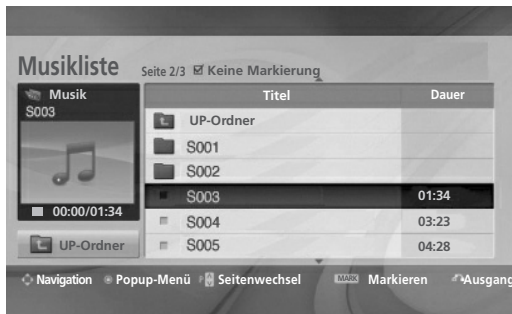 Musikliste Seite 2/3 Keine Markierung
Musik
S003
00:00/01:34
UP-Ordner
Titel Dauer
UP-Ordner
S001
S002
S003 01:34
S004 03:23
S005 04:28
Navigation Popup-Menü P Seitenwechsel MARK Markieren Ausgang